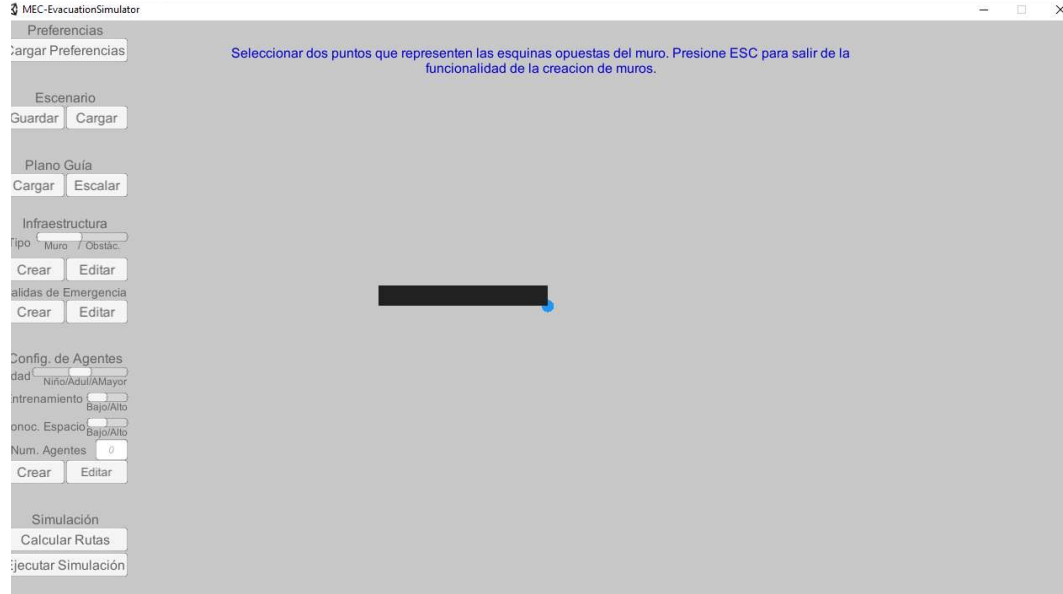 MEC-EvacuationSimulator
Preferencias
Cargar Preferencias
Seleccionar dos puntos que representen las esquinas opuestas del muro. Presione ESC para salir de la
funcionalidad de la creacion de muros.
Escenario
Guardar Cargar
Plano Guía
Cargar Escalar
Infraestructura
Tipo Muro / Obstác.
Crear Editar
alidas de Emergencia
Crear Editar
Config. de Agentes
dad Niño/Adul/AMayor
ntrenamiento Bajo/Alto
onoc. Espacio Bajo/Alto
Num. Agentes 0
Crear Editar
Simulación
Calcular Rutas
Ejecutar Simulación